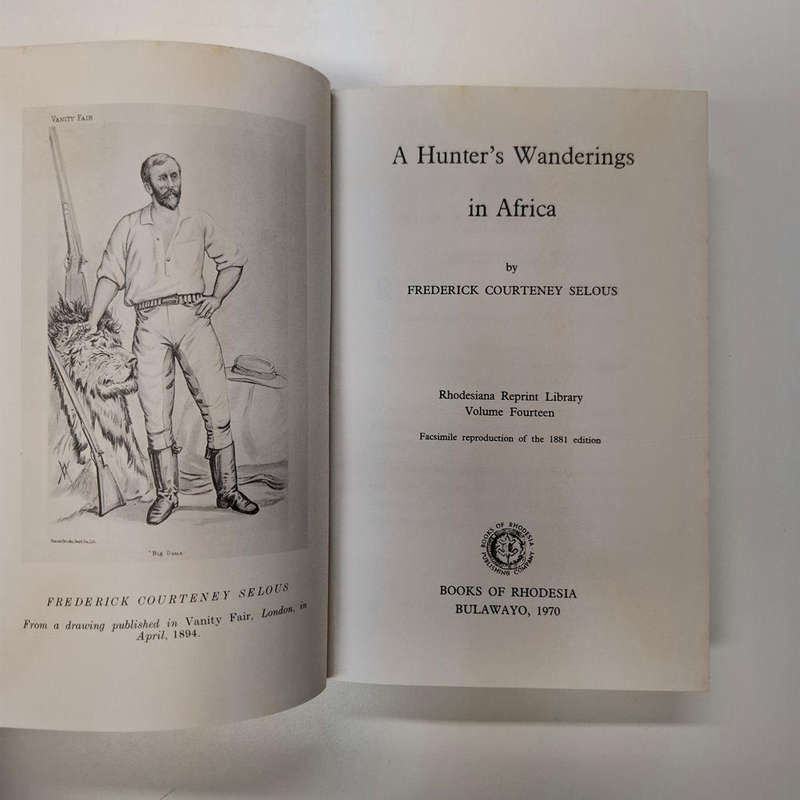 VANITY FAIR
"Big Game.
FREDERICK COURTENEY SELOUS
From a drawing published in Vanity Fair, London, in
April, 1894.
A Hunter's Wanderings
in Africa
by
FREDERICK COURTENEY SELOUS
Rhodesiana Reprint Library
Volume Fourteen
Facsimile reproduction of the 1881 edition
BOOKS OF RHODESIA
PUBLISHING COMPANY
BOOKS OF RHODESIA
BULAWAYO, 1970